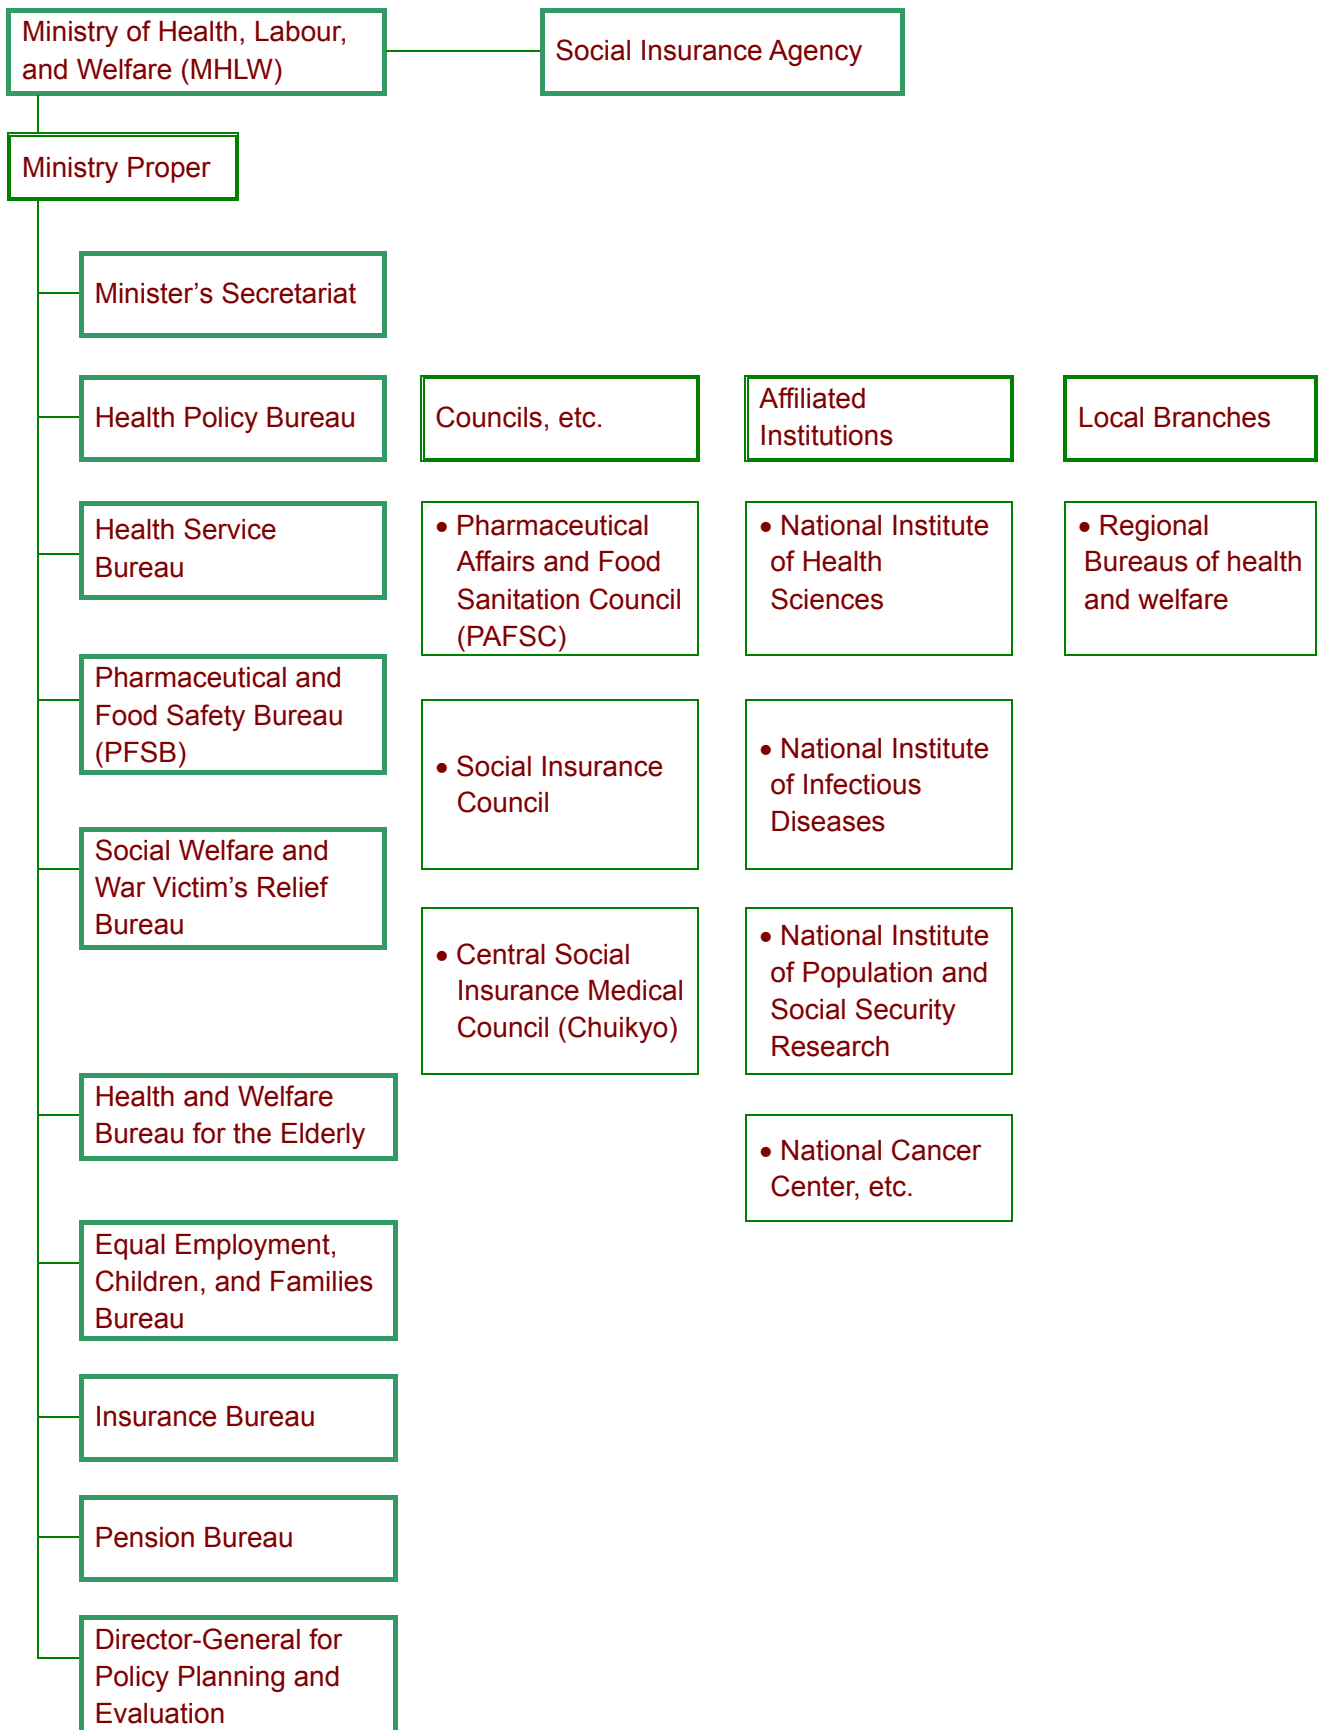 Ministry of Health, Labour,
and Welfare (MHLW)
Social Insurance Agency
Ministry Proper
Minister’s Secretariat
Health Policy Bureau
Councils, etc.
Affiliated
Institutions
Local Branches
Health Service
Bureau
• Pharmaceutical
Affairs and Food
Sanitation Council
(PAFSC)
• National Institute
of Health
Sciences
• Regional
Bureaus of health
and welfare
Pharmaceutical and
Food Safety Bureau
(PFSB)
• Social Insurance
Council
• National Institute
of Infectious
Diseases
Social Welfare and
War Victim’s Relief
Bureau
• Central Social
Insurance Medical
Council (Chuikyo)
• National Institute
of Population and
Social Security
Research
Health and Welfare
Bureau for the Elderly
• National Cancer
Center, etc.
Equal Employment,
Children, and Families
Bureau
Insurance Bureau
Pension Bureau
Director-General for
Policy Planning and
Evaluation